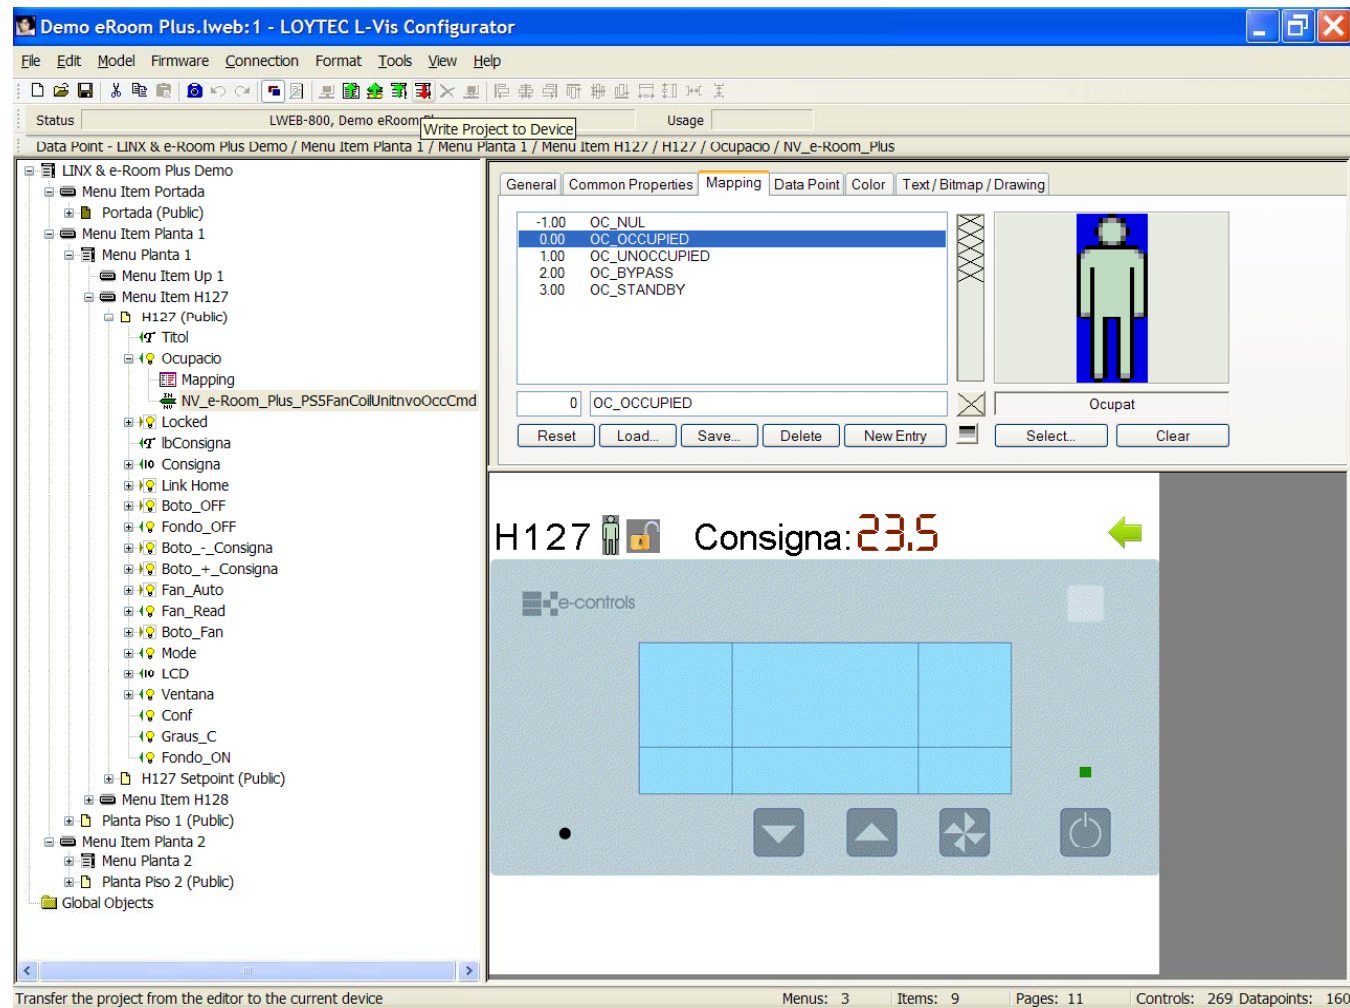 Demo eRoom Plus.lweb:1 - LOYTEC L-Vis Configurator
File Edit Model Firmware Connection Format Tools View Help
Status LWEB-800, Demo eRoom Usage
Write Project to Device
Data Point - LINX & e-Room Plus Demo / Menu Item Planta 1 / Menu Planta 1 / Menu Item H127 / H127 / Ocupacio / NV_e-Room_Plus
LINX & e-Room Plus Demo
Menu Item Portada
Portada (Public)
Menu Item Planta 1
Menu Planta 1
Menu Item Up 1
Menu Item H127
H127 (Public)
Titol
Ocupacio
Mapping
NV_e-Room_Plus_PS5FanCoilUnitnvoOccCmd
Locked
lbConsigna
Consigna
Link Home
Boto_OFF
Fondo_OFF
Boto_-_Consigna
Boto_+_Consigna
Fan_Auto
Fan_Read
Boto_Fan
Mode
LCD
Ventana
Conf
Graus_C
Fondo_ON
H127 Setpoint (Public)
Menu Item H128
Planta Piso 1 (Public)
Menu Item Planta 2
Menu Planta 2
Planta Piso 2 (Public)
Global Objects
General Common Properties Mapping Data Point Color Text / Bitmap / Drawing
-1.00 OC_NUL
0.00 OC_OCCUPIED
1.00 OC_UNOCCUPIED
2.00 OC_BYPASS
3.00 OC_STANDBY
0 OC_OCCUPIED Ocupat
Reset Load... Save... Delete New Entry Select... Clear
H127 Consigna: 23.5
e-controls
Transfer the project from the editor to the current device Menus: 3 Items: 9 Pages: 11 Controls: 269 Datapoints: 160